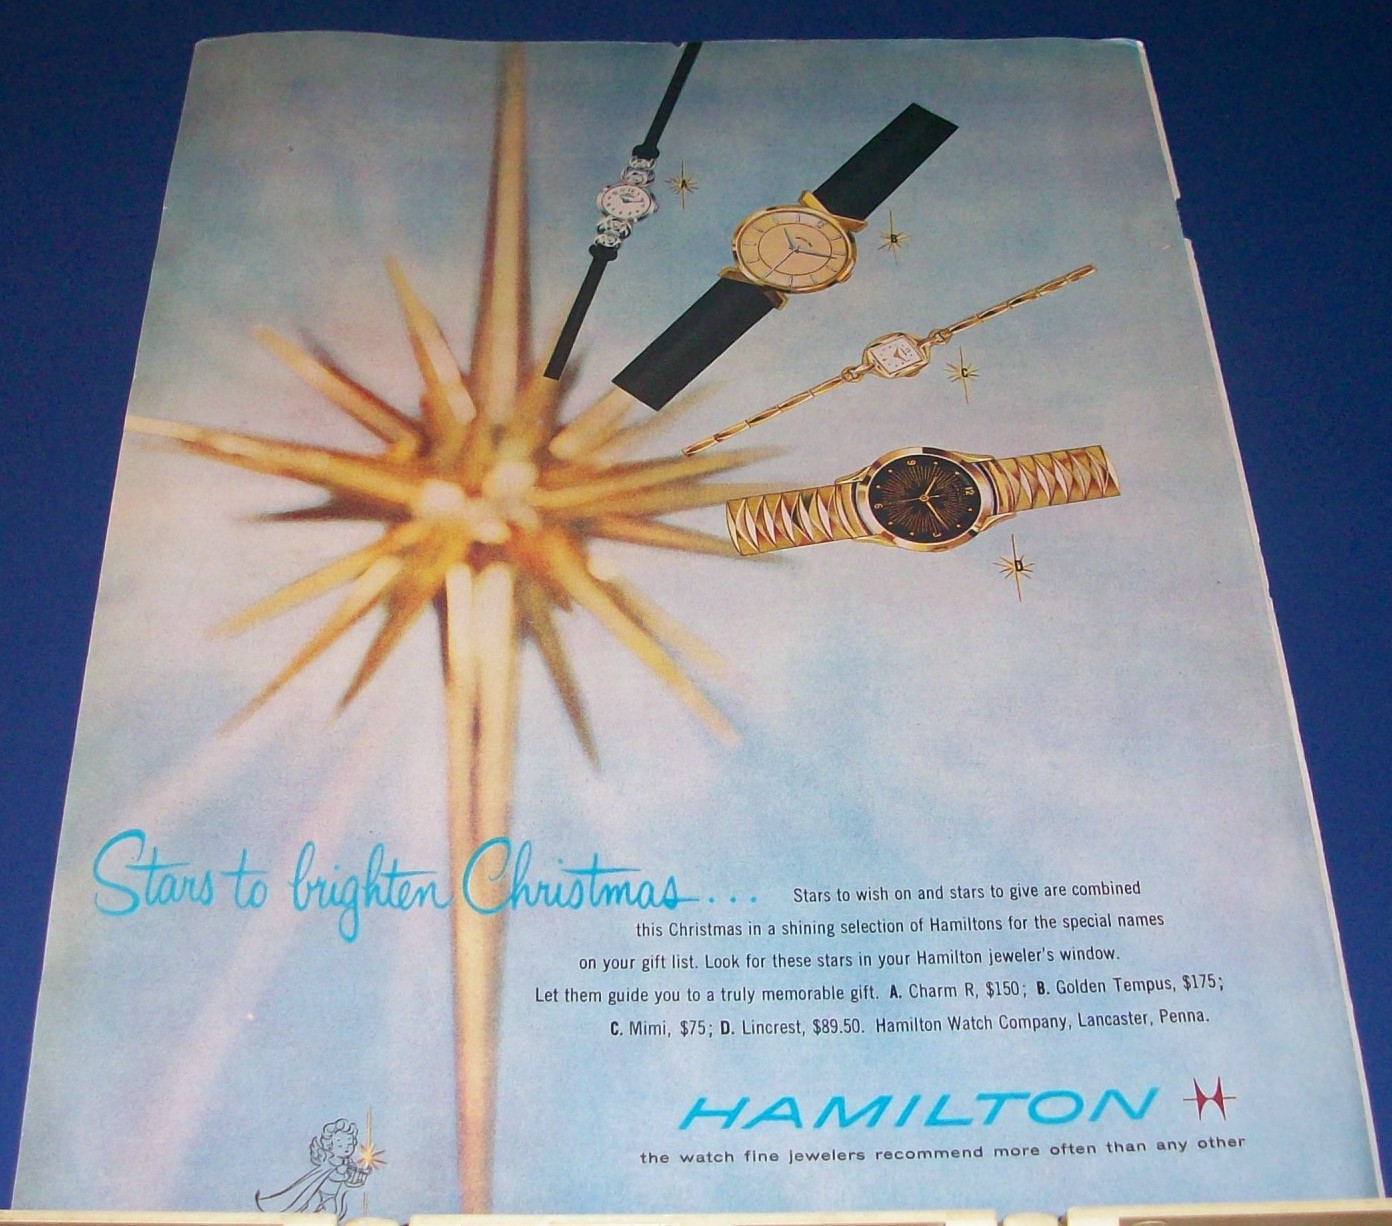 A
B
C
D
Stars to brighten Christmas... Stars to wish on and stars to give are combined
this Christmas in a shining selection of Hamiltons for the special names
on your gift list. Look for these stars in your Hamilton jeweler's window.
Let them guide you to a truly memorable gift. A. Charm R, $150; B. Golden Tempus, $175;
C. Mimi, $75; D. Lincrest, $89.50. Hamilton Watch Company, Lancaster, Penna.
HAMILTON H
the watch fine jewelers recommend more often than any other